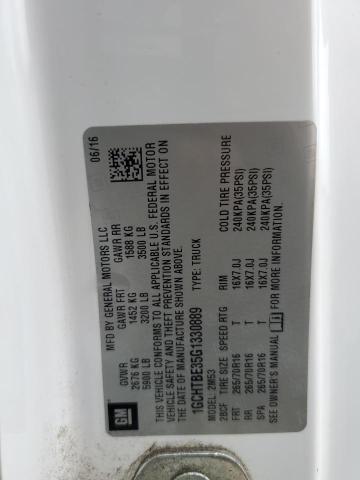 MFD BY GENERAL MOTORS LLC
06/16
GVWR GAWR FRT GAWR RR
2676 KG 1452 KG 1588 KG
5900 LB 3200 LB 3500 LB
THIS VEHICLE CONFORMS TO ALL APPLICABLE U.S. FEDERAL MOTOR
VEHICLE SAFETY AND THEFT PREVENTION STANDARDS IN EFFECT ON
THE DATE OF MANUFACTURE SHOWN ABOVE.
1GCHTBE35G1330889 TYPE: TRUCK
GM
MODEL: 2M653
2BCF TIRE SIZE SPEED RTG RIM COLD TIRE PRESSURE
FRT 265/70R16 T 16X7.0J 240KPA(35PSI)
RR 265/70R16 T 16X7.0J 240KPA(35PSI)
SPA 265/70R16 T 16X7.0J 240KPA(35PSI)
SEE OWNER'S MANUAL FOR MORE INFORMATION.